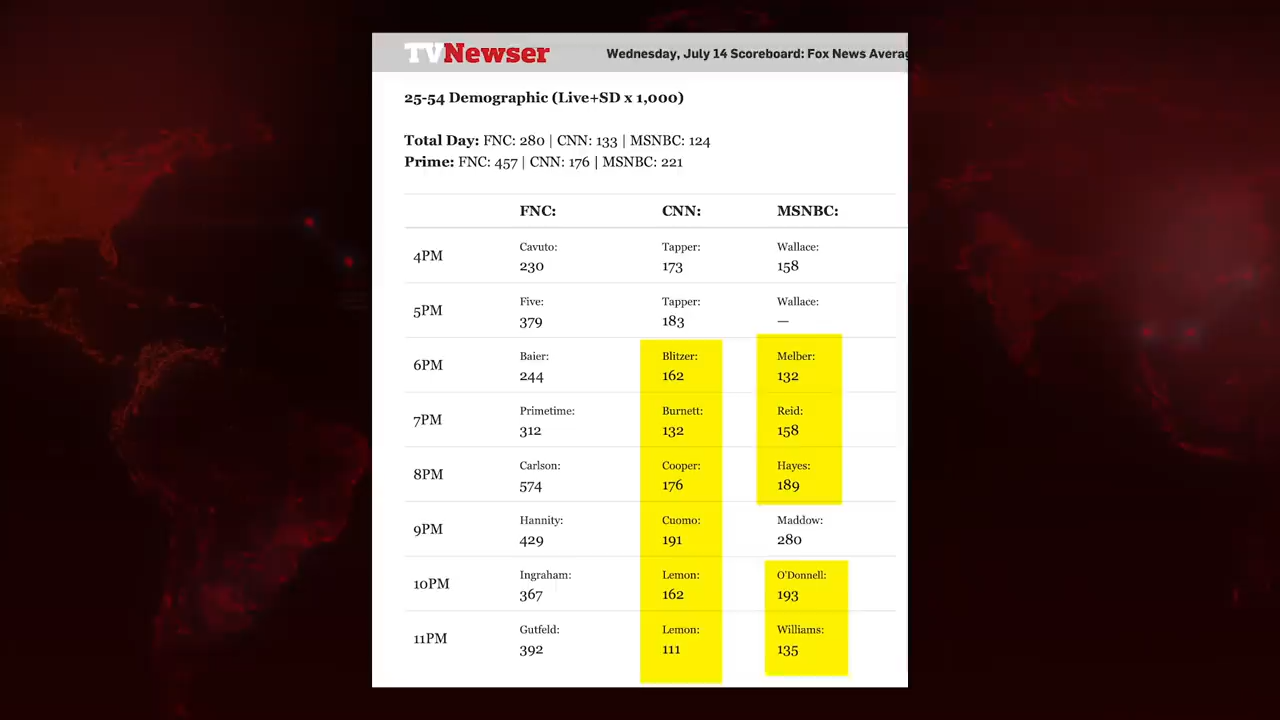 TVNewser
Wednesday, July 14 Scoreboard: Fox News Averag
25-54 Demographic (Live+SD x 1,000)
Total Day: FNC: 280 | CNN: 133 | MSNBC: 124
Prime: FNC: 457 | CNN: 176 | MSNBC: 221
FNC: CNN: MSNBC:
4PM Cavuto: 230 Tapper: 173 Wallace: 158
5PM Five: 379 Tapper: 183 Wallace: —
6PM Baier: 244 Blitzer: 162 Melber: 132
7PM Primetime: 312 Burnett: 132 Reid: 158
8PM Carlson: 574 Cooper: 176 Hayes: 189
9PM Hannity: 429 Cuomo: 191 Maddow: 280
10PM Ingraham: 367 Lemon: 162 O'Donnell: 193
11PM Gutfeld: 392 Lemon: 111 Williams: 135